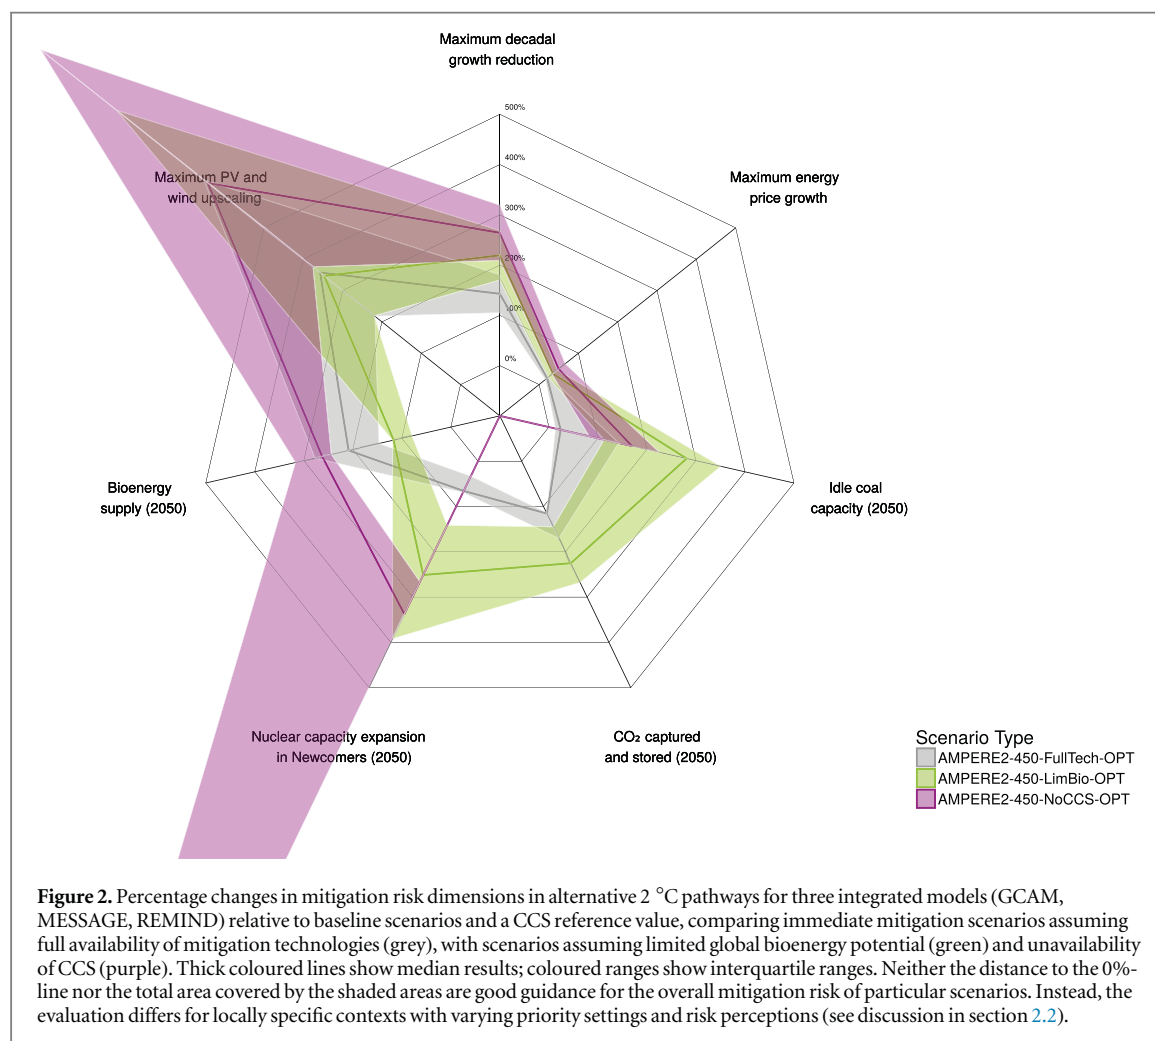 Maximum decadal
growth reduction
500%
400%
300%
200%
100%
0%
Maximum PV and
wind upscaling
Maximum energy
price growth
Bioenergy
supply (2050)
Idle coal
capacity (2050)
Nuclear capacity expansion
in Newcomers (2050)
CO₂ captured
and stored (2050)
Scenario Type
AMPERE2-450-FullTech-OPT
AMPERE2-450-LimBio-OPT
AMPERE2-450-NoCCS-OPT
Figure 2. Percentage changes in mitigation risk dimensions in alternative 2 °C pathways for three integrated models (GCAM,
MESSAGE, REMIND) relative to baseline scenarios and a CCS reference value, comparing immediate mitigation scenarios assuming
full availability of mitigation technologies (grey), with scenarios assuming limited global bioenergy potential (green) and unavailability
of CCS (purple). Thick coloured lines show median results; coloured ranges show interquartile ranges. Neither the distance to the 0%-
line nor the total area covered by the shaded areas are good guidance for the overall mitigation risk of particular scenarios. Instead, the
evaluation differs for locally specific contexts with varying priority settings and risk perceptions (see discussion in section 2.2).